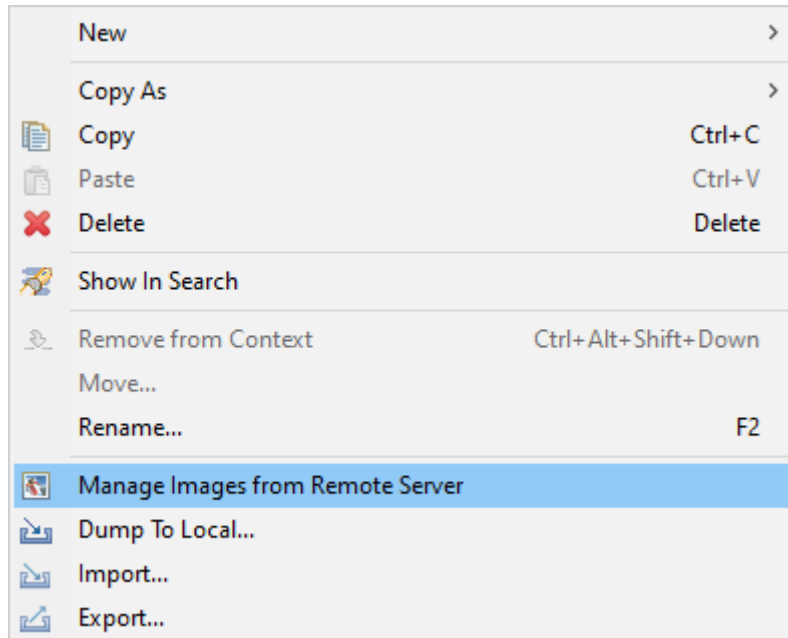 New
Copy As
Copy Ctrl+C
Paste Ctrl+V
Delete Delete
Show In Search
Remove from Context Ctrl+Alt+Shift+Down
Move...
Rename... F2
Manage Images from Remote Server
Dump To Local...
Import...
Export...